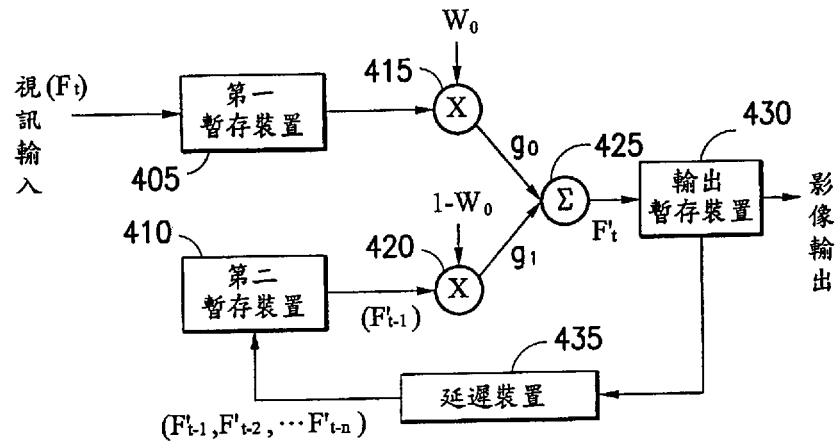 視訊輸入
(Ft)
第一
暫存裝置
405
W0
415
X
g0
425
Σ
F't
430
輸出
暫存裝置
影像輸出
410
第二
暫存裝置
(F't-1)
1-W0
420
X
g1
435
延遲裝置
(F't-1,F't-2,…F't-n)